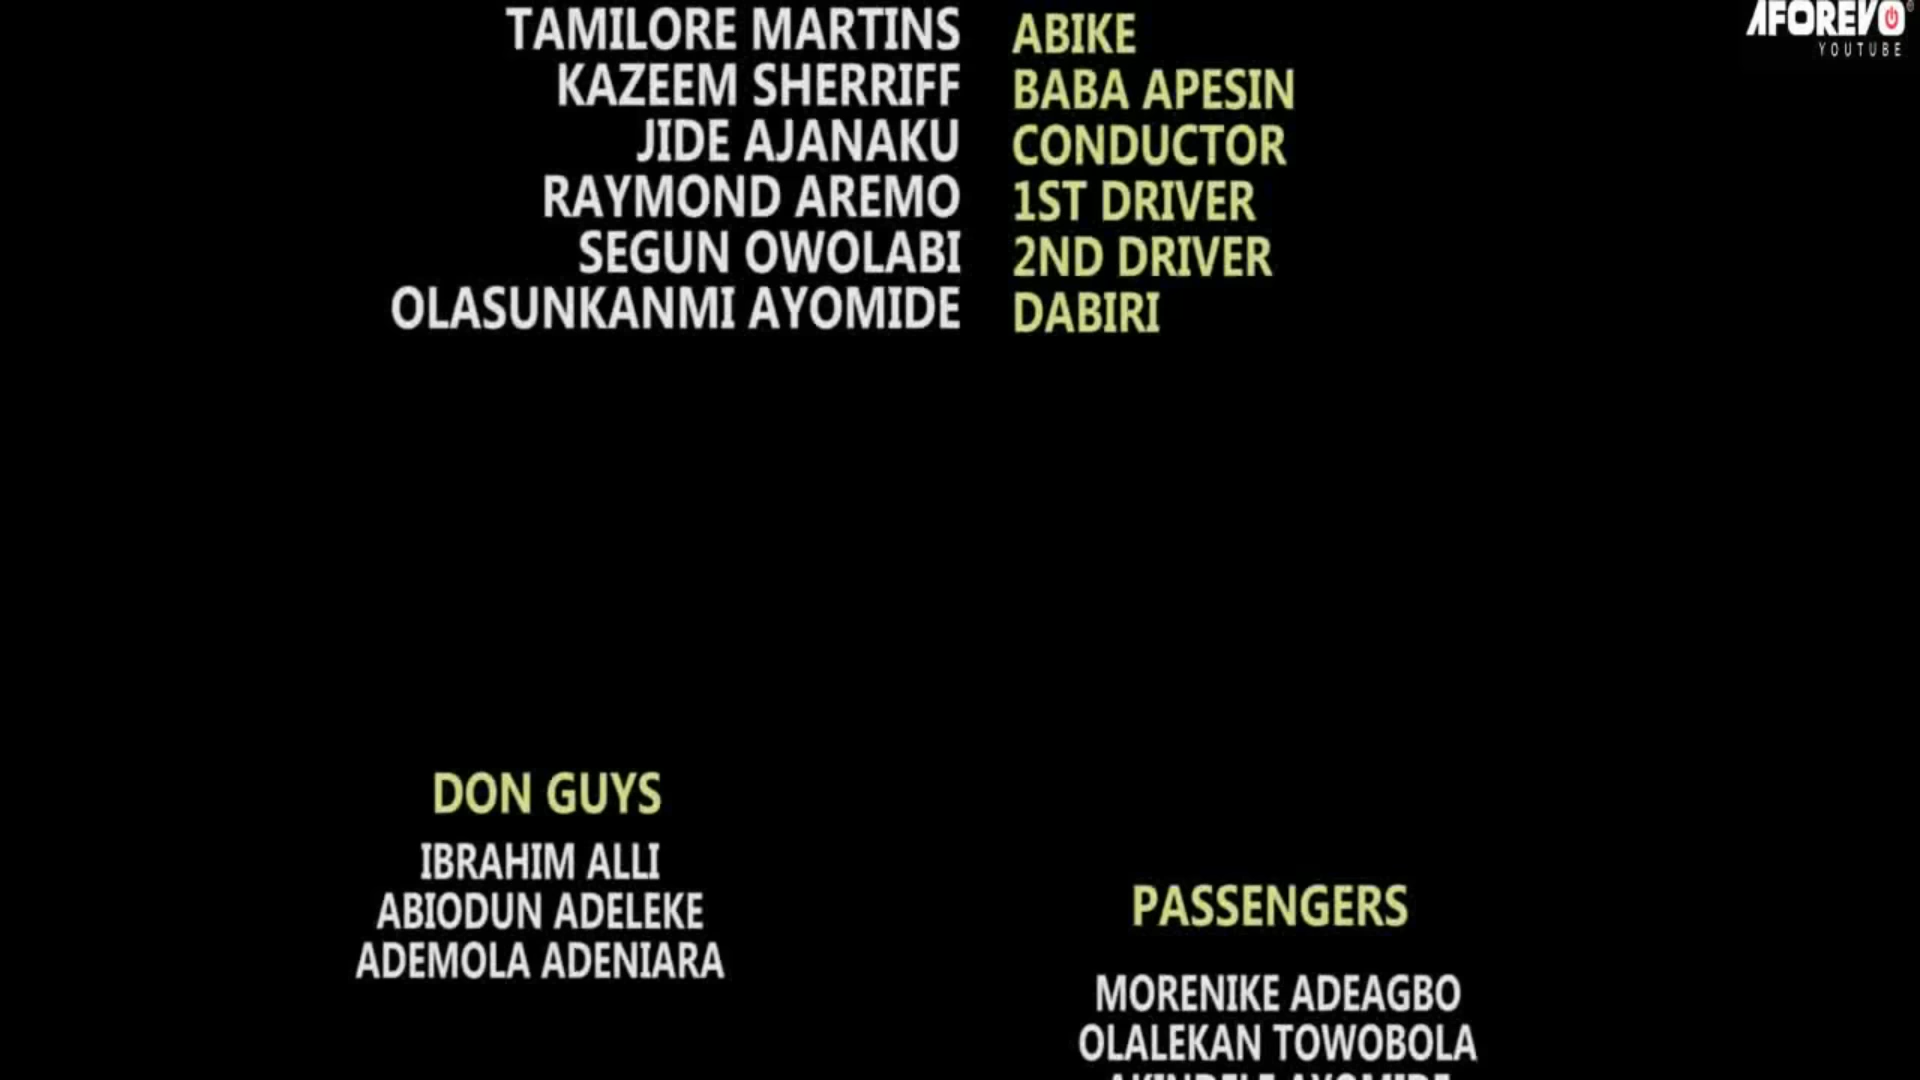 TAMILORE MARTINS ABIKE
KAZEEM SHERRIFF BABA APESIN
JIDE AJANAKU CONDUCTOR
RAYMOND AREMO 1ST DRIVER
SEGUN OWOLABI 2ND DRIVER
OLASUNKANMI AYOMIDE DABIRI
AFOREVO
YOUTUBE
DON GUYS
IBRAHIM ALLI
ABIODUN ADELEKE
ADEMOLA ADENIARA
PASSENGERS
MORENIKE ADEAGBO
OLALEKAN TOWOBOLA